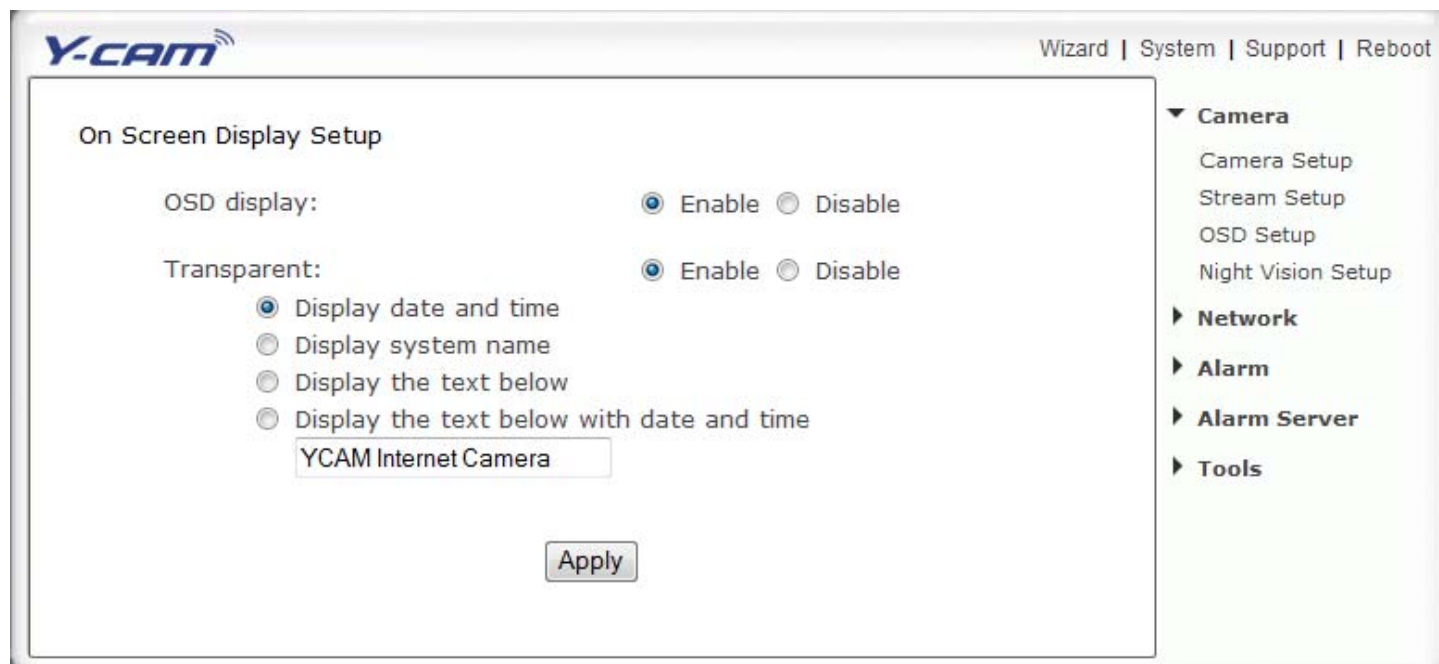 Y-CAM
Wizard | System | Support | Reboot
On Screen Display Setup
OSD display: Enable Disable
Transparent: Enable Disable
Display date and time
Display system name
Display the text below
Display the text below with date and time
YCAM Internet Camera
Apply
Camera
Camera Setup
Stream Setup
OSD Setup
Night Vision Setup
Network
Alarm
Alarm Server
Tools